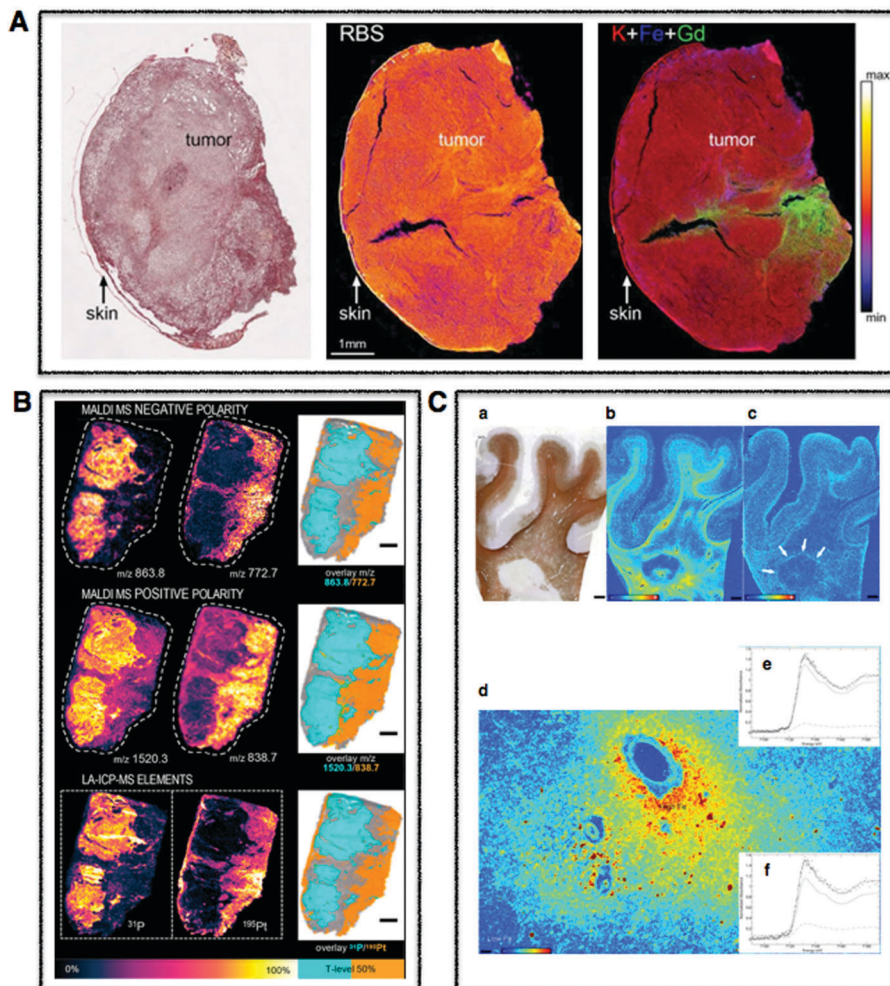 A
RBS
K+Fe+Gd
max
tumor
tumor
tumor
skin
skin
skin
1mm
min
B
MALDI MS NEGATIVE POLARITY
m/z 863.8
m/z 772.7
overlay m/z
863.8/772.7
MALDI MS POSITIVE POLARITY
m/z 1520.3
m/z 838.7
overlay m/z
1520.3/838.7
LA-ICP-MS ELEMENTS
31P
195Pt
overlay 31P/195Pt
0%
100%
T-level 50%
C
a
b
c
d
e
f